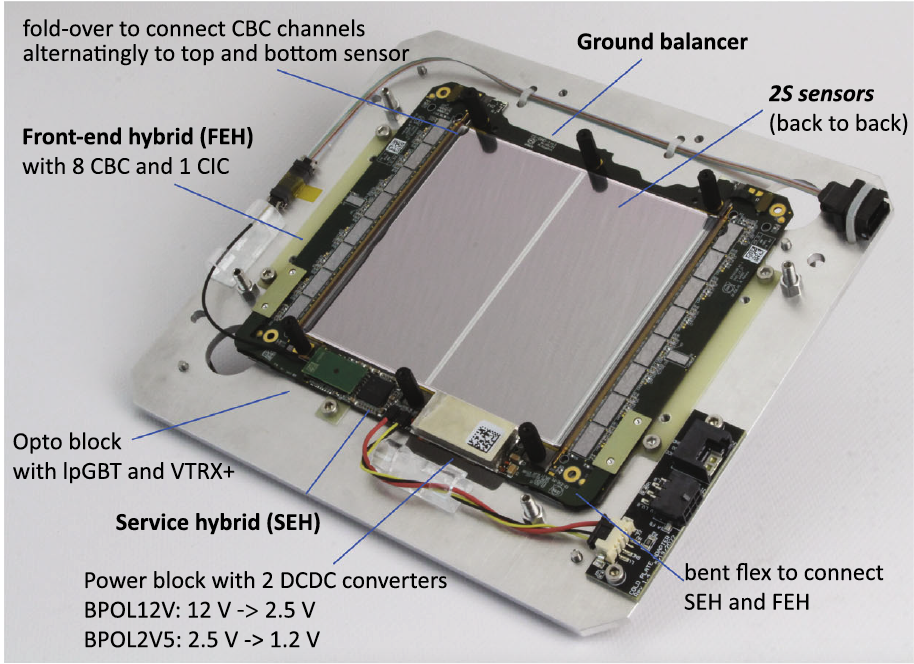 fold-over to connect CBC channels
alternatingly to top and bottom sensor
Ground balancer
2S sensors
(back to back)
Front-end hybrid (FEH)
with 8 CBC and 1 CIC
Opto block
with lpGBT and VTRX+
Service hybrid (SEH)
Power block with 2 DCDC converters
BPOL12V: 12 V -> 2.5 V
BPOL2V5: 2.5 V -> 1.2 V
bent flex to connect
SEH and FEH
COLD PLATE